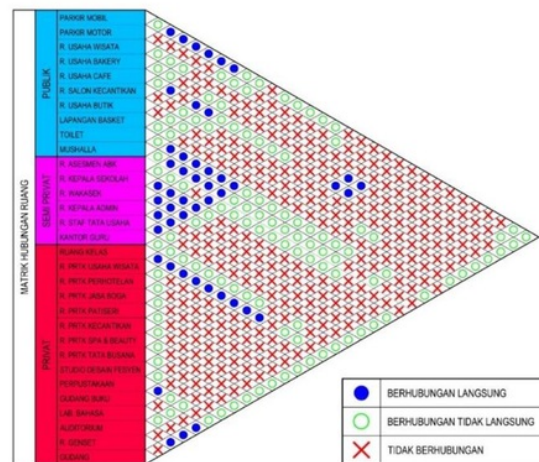 MATRIK HUBUNGAN RUANG
PUBLIK
PARKIR MOBIL
PARKIR MOTOR
R. USAHA WISATA
R. USAHA BAKERY
R. USAHA CAFE
R. SALON KECANTIKAN
R. USAHA BUTIK
LAPANGAN BASKET
TOILET
MUSHALLA
SEMI PRIVAT
R. ASESMEN ABK
R. KEPALA SEKOLAH
R. WAKASEK
R. KEPALA ADMIN
R. STAF TATA USAHA
KANTOR GURU
PRIVAT
RUANG KELAS
R. PRTK USAHA WISATA
R. PRTK PERHOTELAN
R. PRTK JASA BOGA
R. PRTK PATISERI
R. PRTK KECANTIKAN
R. PRTK SPA & BEAUTY
R. PRTK TATA BUSANA
STUDIO DESAIN FESYEN
PERPUSTAKAAN
GUDANG BUKU
LAB. BAHASA
AUDITORIUM
R. GENSET
GUDANG
BERHUBUNGAN LANGSUNG
BERHUBUNGAN TIDAK LANGSUNG
TIDAK BERHUBUNGAN